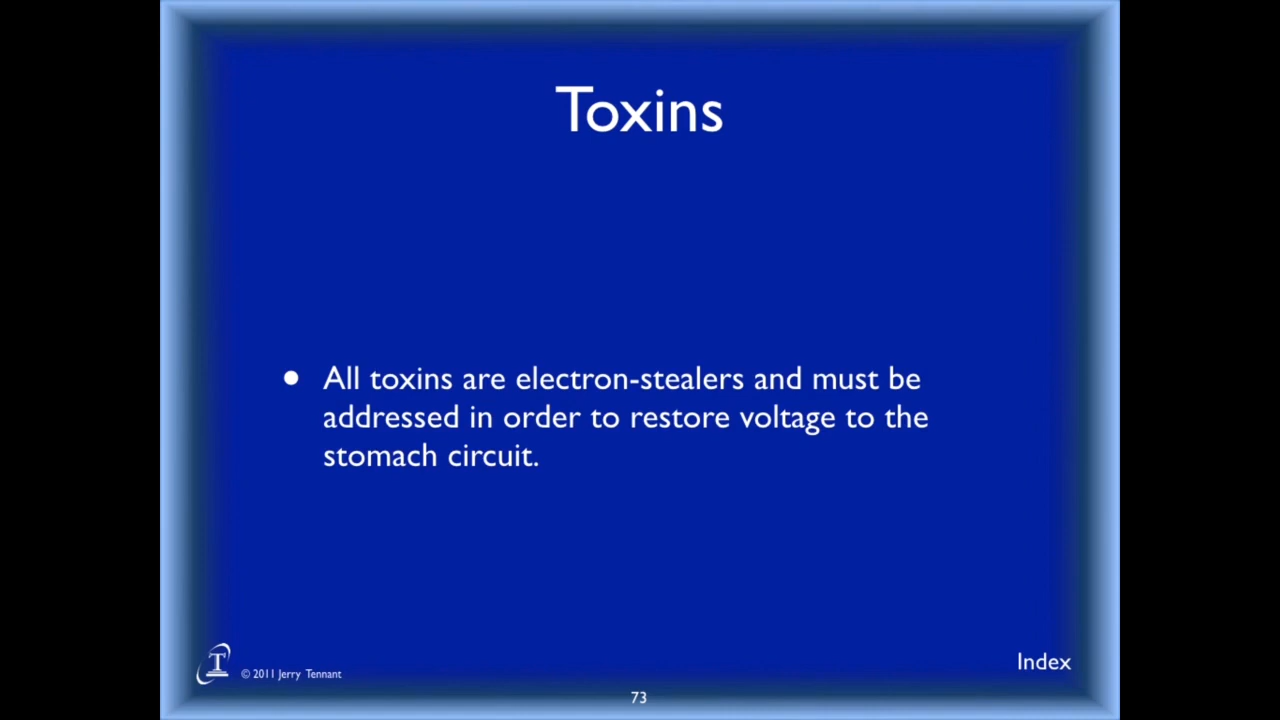 Toxins
• All toxins are electron-stealers and must be
addressed in order to restore voltage to the
stomach circuit.
T © 2011 Jerry Tennant
Index
73